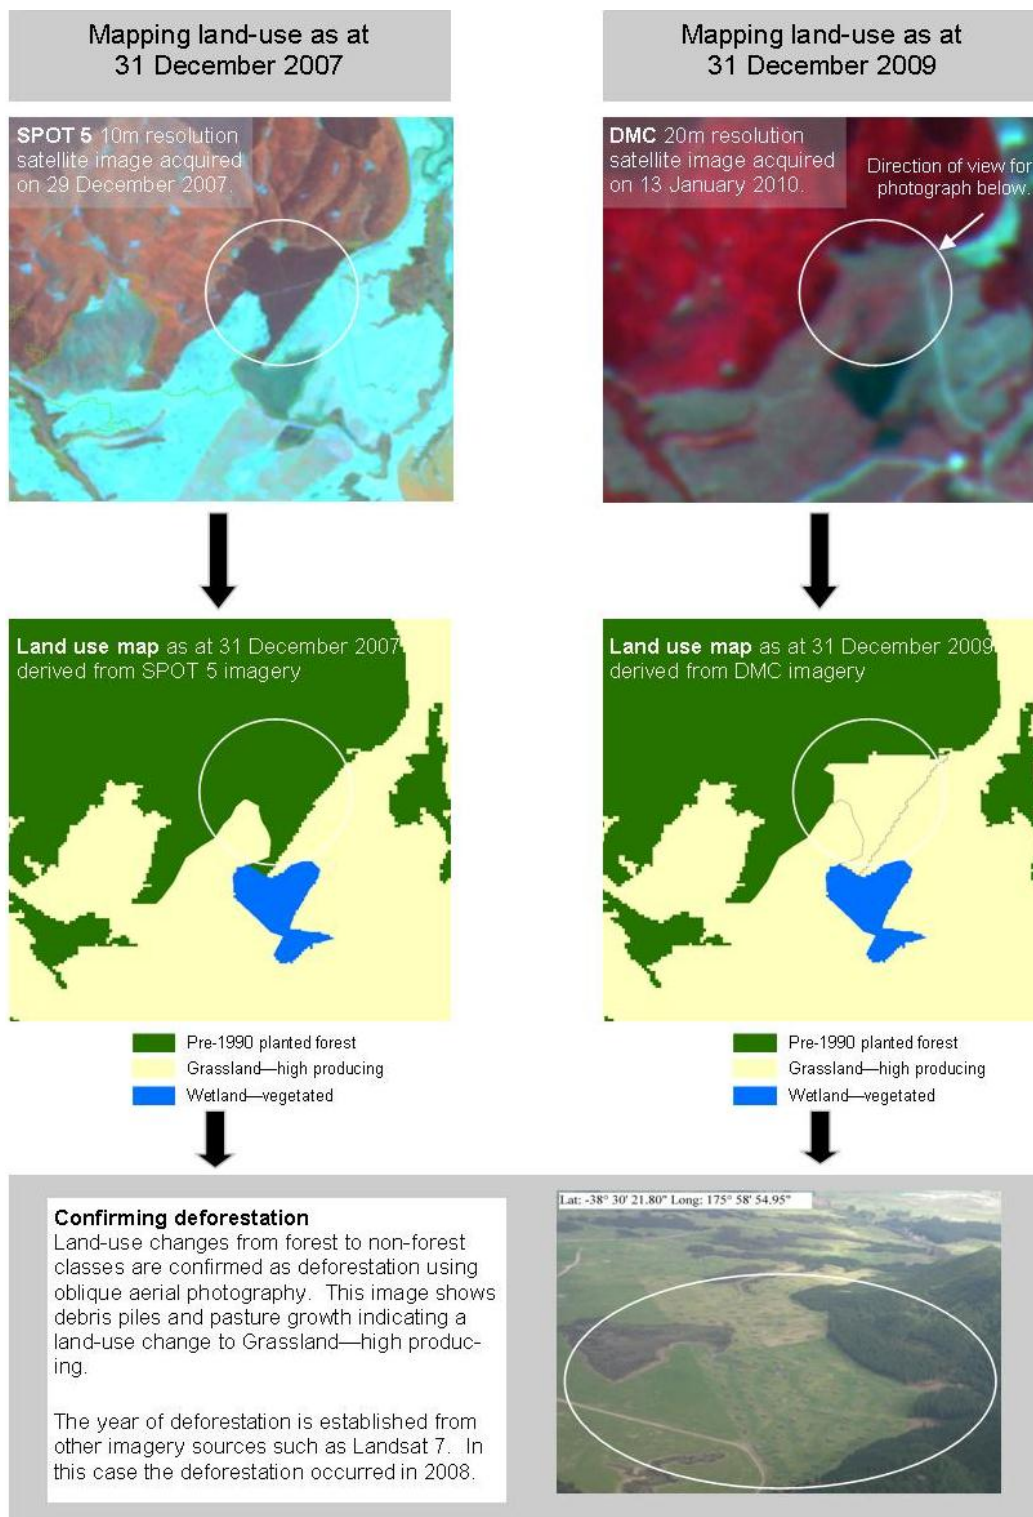 Mapping land-use as at
31 December 2007
Mapping land-use as at
31 December 2009
SPOT 5 10m resolution
satellite image acquired
on 29 December 2007.
DMC 20m resolution
satellite image acquired
on 13 January 2010.
Direction of view for
photograph below.
Land use map as at 31 December 2007
derived from SPOT 5 imagery
Land use map as at 31 December 2009
derived from DMC imagery
Pre-1990 planted forest
Grassland—high producing
Wetland—vegetated
Pre-1990 planted forest
Grassland—high producing
Wetland—vegetated
Confirming deforestation
Land-use changes from forest to non-forest
classes are confirmed as deforestation using
oblique aerial photography.  This image shows
debris piles and pasture growth indicating a
land-use change to Grassland—high produc-
ing.
The year of deforestation is established from
other imagery sources such as Landsat 7.  In
this case the deforestation occurred in 2008.
Lat: -38° 30' 21.80" Long: 175° 58' 54.95"